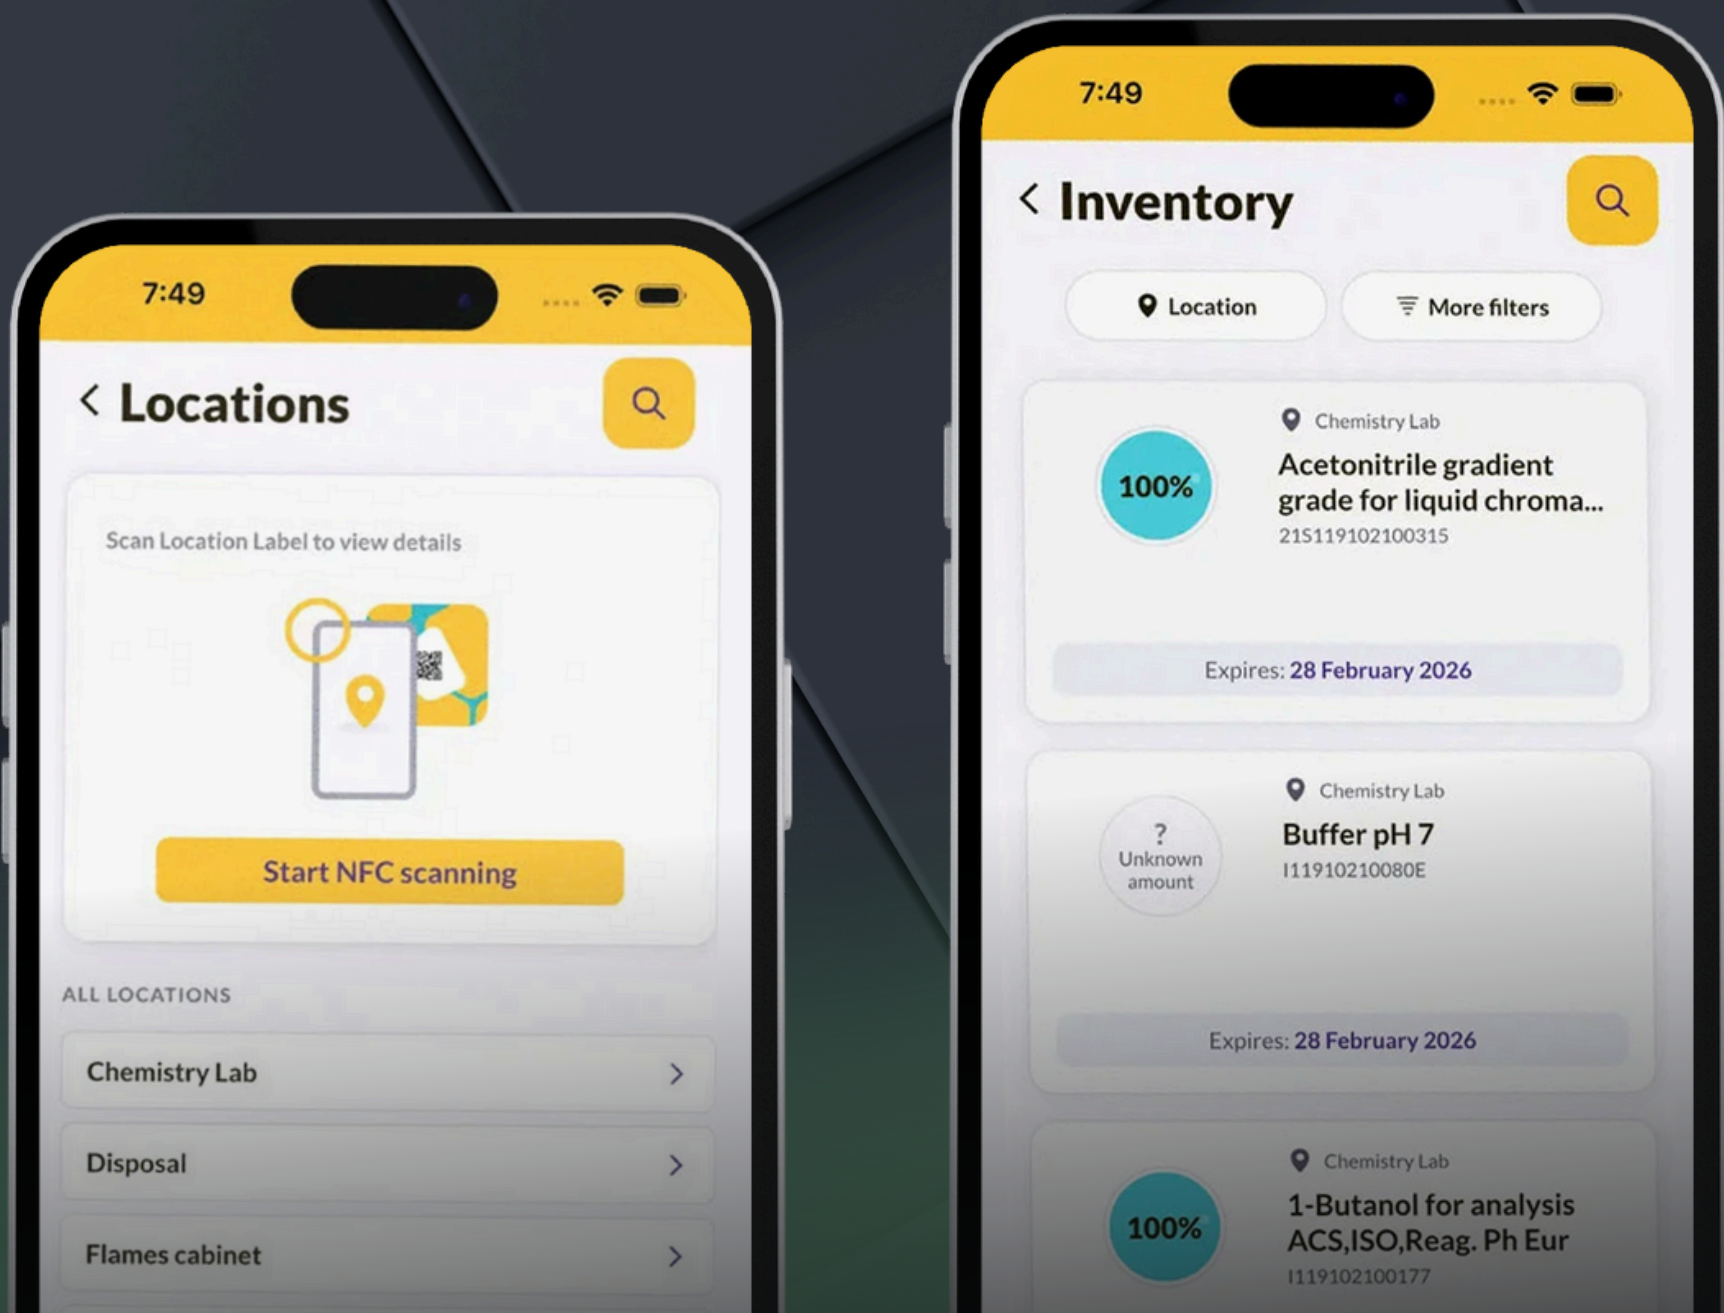 7:49
Locations
Scan Location Label to view details
Start NFC scanning
ALL LOCATIONS
Chemistry Lab
Disposal
Flames cabinet
7:49
Inventory
Location
More filters
100%
Chemistry Lab
Acetonitrile gradient
grade for liquid chroma...
21S119102100315
Expires: 28 February 2026
?
Unknown
amount
Chemistry Lab
Buffer pH 7
I11910210080E
Expires: 28 February 2026
100%
Chemistry Lab
1-Butanol for analysis
ACS,ISO,Reag. Ph Eur
I119102100177